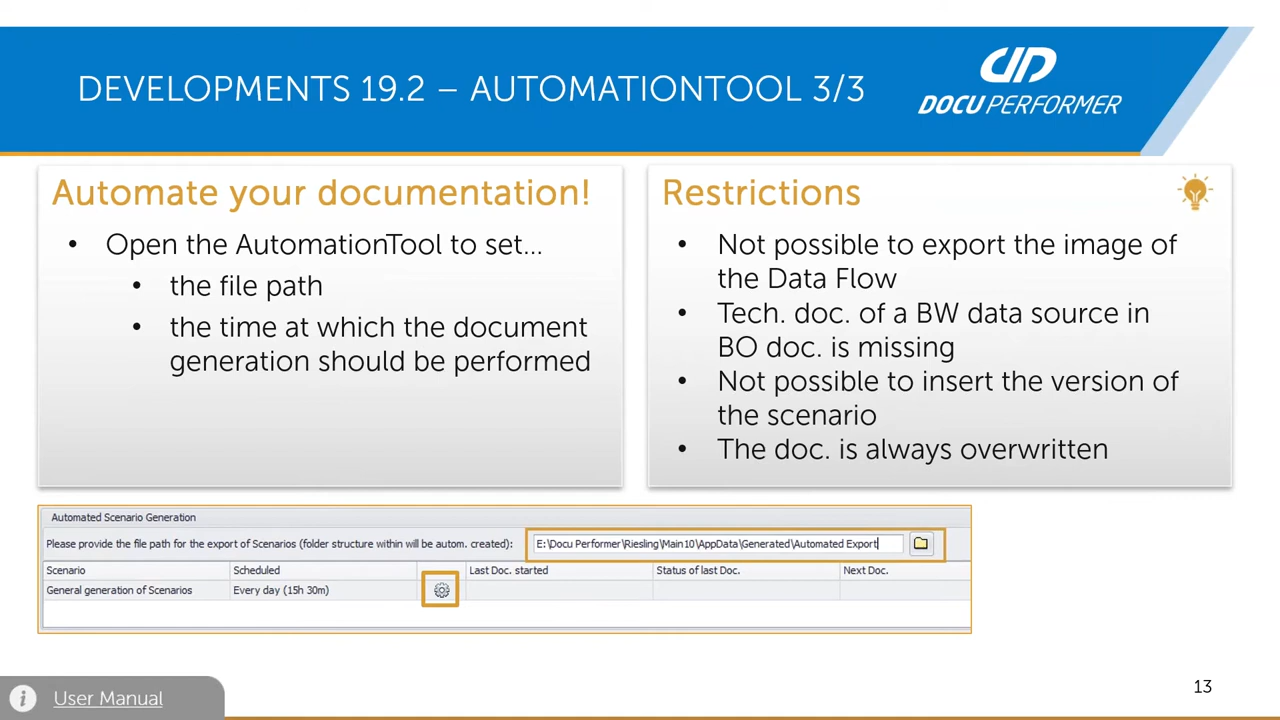 DEVELOPMENTS 19.2 – AUTOMATIONTOOL 3/3
DOCU PERFORMER
Automate your documentation!
• Open the AutomationTool to set...
• the file path
• the time at which the document
generation should be performed
Restrictions
• Not possible to export the image of
the Data Flow
• Tech. doc. of a BW data source in
BO doc. is missing
• Not possible to insert the version of
the scenario
• The doc. is always overwritten
Automated Scenario Generation
Please provide the file path for the export of Scenarios (folder structure within will be autom. created): E:\Docu Performer\Riesling\Main10\AppData\Generated\Automated Export
Scenario Scheduled Last Doc. started Status of last Doc. Next Doc.
General generation of Scenarios Every day (15h 30m)
User Manual
13